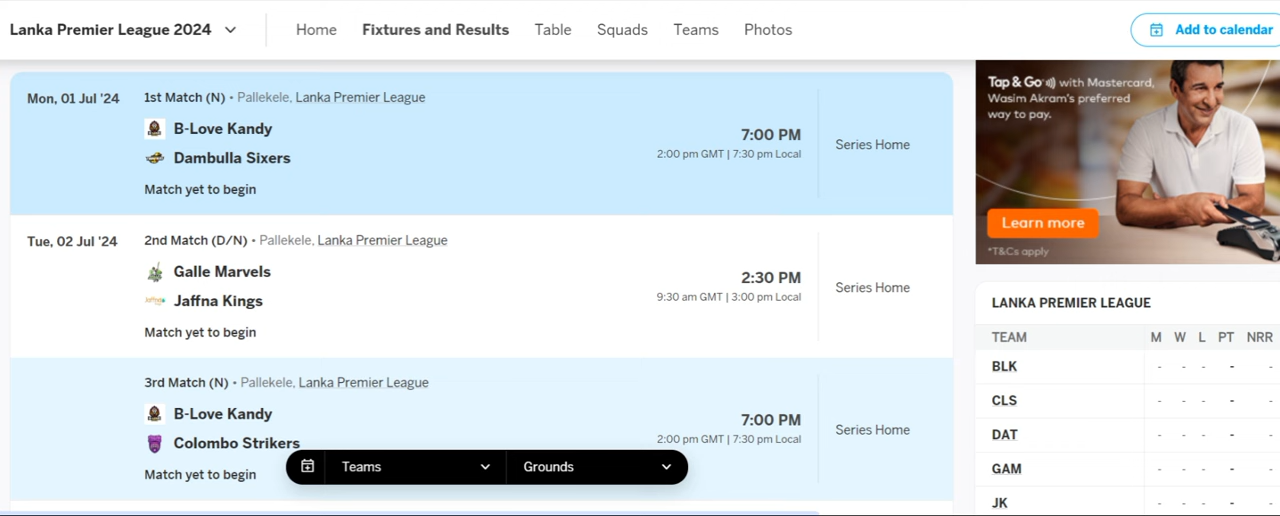 Lanka Premier League 2024
Home
Fixtures and Results
Table
Squads
Teams
Photos
Add to calendar
Mon, 01 Jul '24
1st Match (N) • Pallekele, Lanka Premier League
B-Love Kandy
Dambulla Sixers
Match yet to begin
7:00 PM
2:00 pm GMT | 7:30 pm Local
Series Home
Tue, 02 Jul '24
2nd Match (D/N) • Pallekele, Lanka Premier League
Galle Marvels
Jaffna Kings
Match yet to begin
2:30 PM
9:30 am GMT | 3:00 pm Local
Series Home
3rd Match (N) • Pallekele, Lanka Premier League
B-Love Kandy
Colombo Strikers
Match yet to begin
7:00 PM
2:00 pm GMT | 7:30 pm Local
Series Home
Teams
Grounds
Tap & Go with Mastercard,
Wasim Akram's preferred
way to pay.
Learn more
*T&Cs apply
LANKA PREMIER LEAGUE
TEAM M W L PT NRR
BLK - - - - -
CLS - - - - -
DAT - - - - -
GAM - - - - -
JK - - - - -